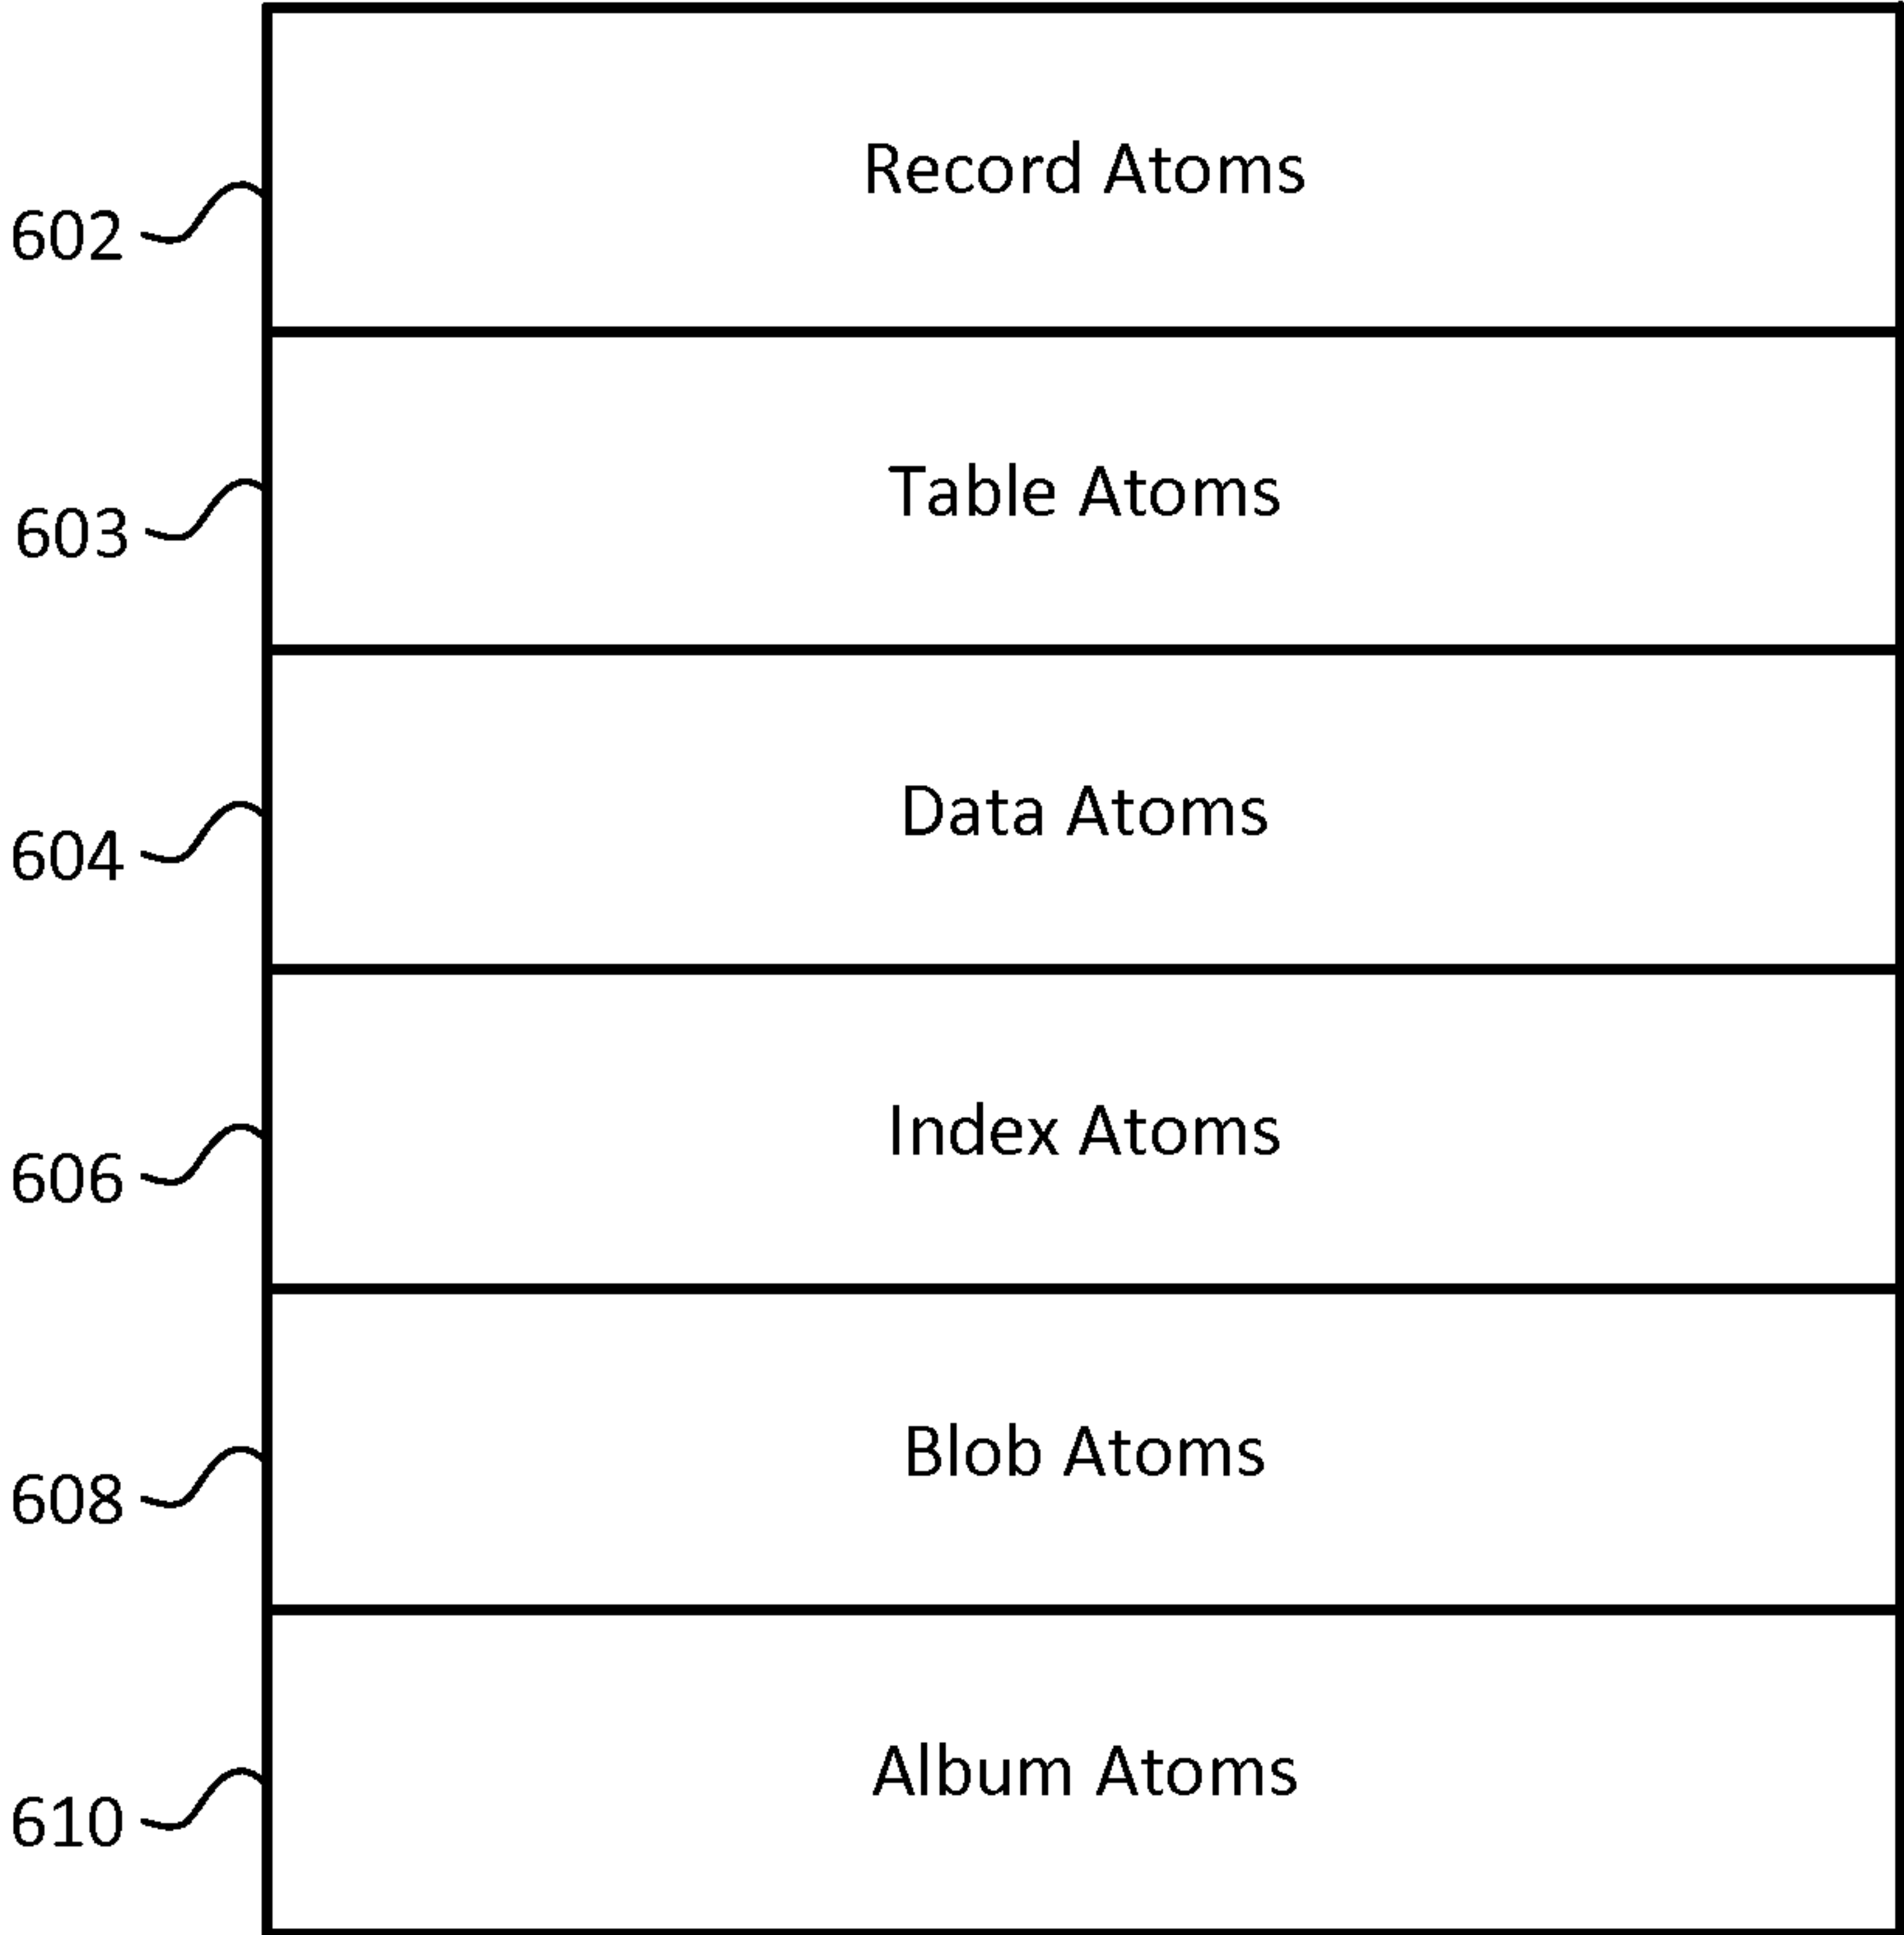 Record Atoms
602
Table Atoms
603
Data Atoms
604
Index Atoms
606
Blob Atoms
608
Album Atoms
610